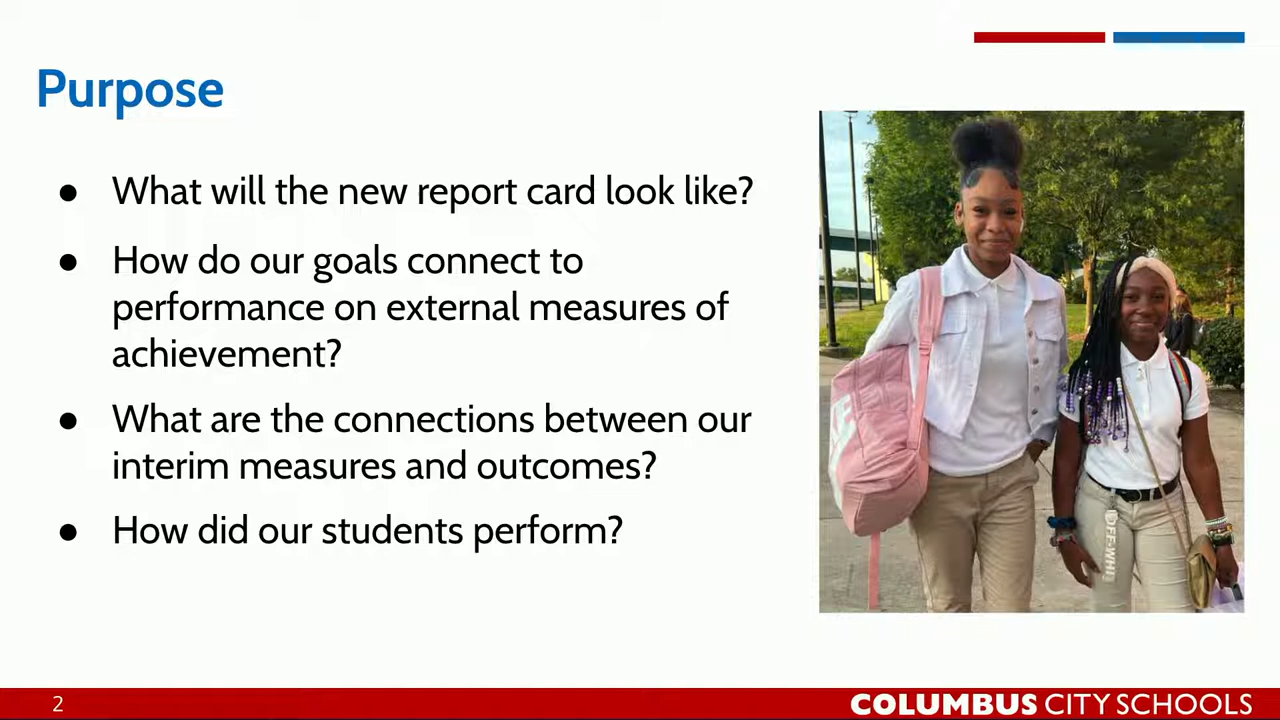 Purpose
● What will the new report card look like?
● How do our goals connect to
performance on external measures of
achievement?
● What are the connections between our
interim measures and outcomes?
● How did our students perform?
2
COLUMBUS CITY SCHOOLS